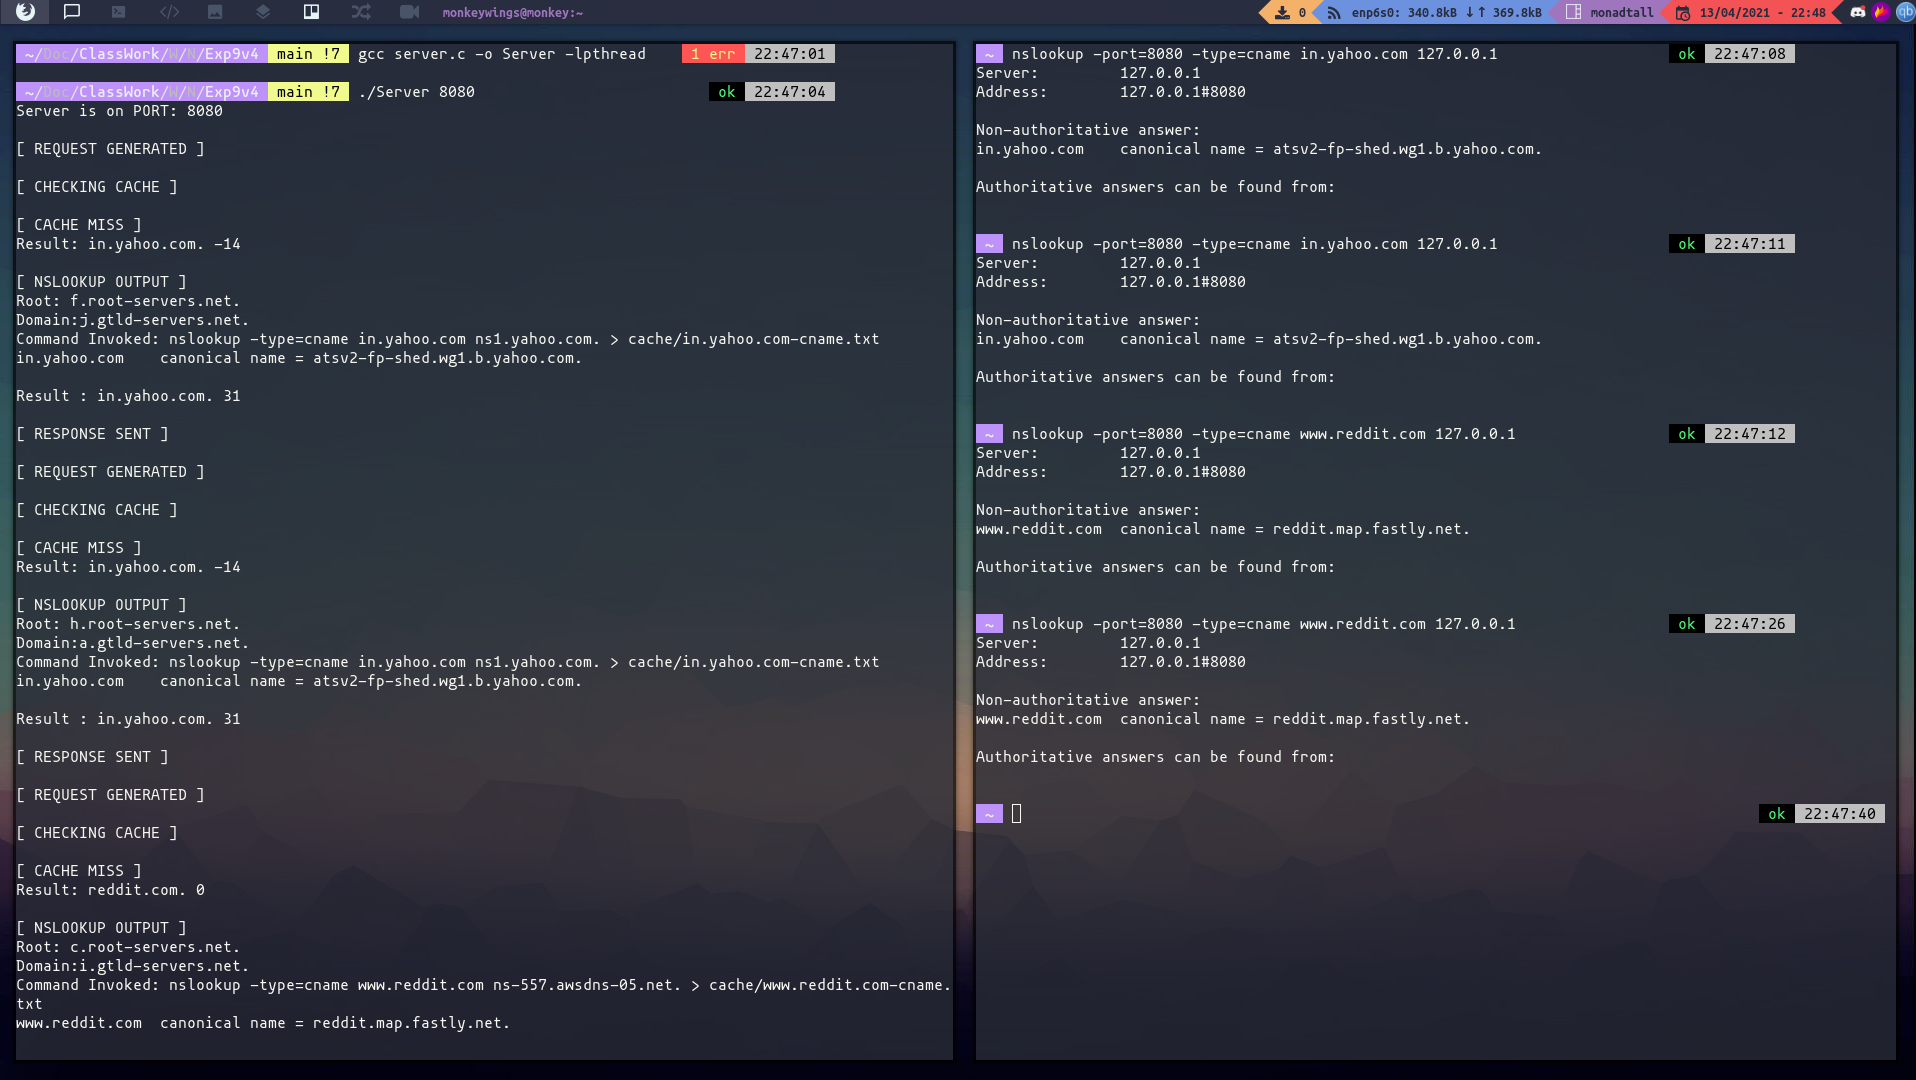 monkeywings@monkey:~
0
enp6s0: 340.8kB ↓↑ 369.8kB
monadtall
13/04/2021 - 22:48
qb
~/Doc/ClassWork/W/N/Exp9v4 main !7 gcc server.c -o Server -lpthread 1 err 22:47:01
~/Doc/ClassWork/W/N/Exp9v4 main !7 ./Server 8080 ok 22:47:04
Server is on PORT: 8080
[ REQUEST GENERATED ]
[ CHECKING CACHE ]
[ CACHE MISS ]
Result: in.yahoo.com. -14
[ NSLOOKUP OUTPUT ]
Root: f.root-servers.net.
Domain:j.gtld-servers.net.
Command Invoked: nslookup -type=cname in.yahoo.com ns1.yahoo.com. > cache/in.yahoo.com-cname.txt
in.yahoo.com    canonical name = atsv2-fp-shed.wg1.b.yahoo.com.
Result : in.yahoo.com. 31
[ RESPONSE SENT ]
[ REQUEST GENERATED ]
[ CHECKING CACHE ]
[ CACHE MISS ]
Result: in.yahoo.com. -14
[ NSLOOKUP OUTPUT ]
Root: h.root-servers.net.
Domain:a.gtld-servers.net.
Command Invoked: nslookup -type=cname in.yahoo.com ns1.yahoo.com. > cache/in.yahoo.com-cname.txt
in.yahoo.com    canonical name = atsv2-fp-shed.wg1.b.yahoo.com.
Result : in.yahoo.com. 31
[ RESPONSE SENT ]
[ REQUEST GENERATED ]
[ CHECKING CACHE ]
[ CACHE MISS ]
Result: reddit.com. 0
[ NSLOOKUP OUTPUT ]
Root: c.root-servers.net.
Domain:i.gtld-servers.net.
Command Invoked: nslookup -type=cname www.reddit.com ns-557.awsdns-05.net. > cache/www.reddit.com-cname.
txt
www.reddit.com  canonical name = reddit.map.fastly.net.
~ nslookup -port=8080 -type=cname in.yahoo.com 127.0.0.1 ok 22:47:08
Server:         127.0.0.1
Address:        127.0.0.1#8080
Non-authoritative answer:
in.yahoo.com    canonical name = atsv2-fp-shed.wg1.b.yahoo.com.
Authoritative answers can be found from:
~ nslookup -port=8080 -type=cname in.yahoo.com 127.0.0.1 ok 22:47:11
Server:         127.0.0.1
Address:        127.0.0.1#8080
Non-authoritative answer:
in.yahoo.com    canonical name = atsv2-fp-shed.wg1.b.yahoo.com.
Authoritative answers can be found from:
~ nslookup -port=8080 -type=cname www.reddit.com 127.0.0.1 ok 22:47:12
Server:         127.0.0.1
Address:        127.0.0.1#8080
Non-authoritative answer:
www.reddit.com  canonical name = reddit.map.fastly.net.
Authoritative answers can be found from:
~ nslookup -port=8080 -type=cname www.reddit.com 127.0.0.1 ok 22:47:26
Server:         127.0.0.1
Address:        127.0.0.1#8080
Non-authoritative answer:
www.reddit.com  canonical name = reddit.map.fastly.net.
Authoritative answers can be found from:
~ ok 22:47:40